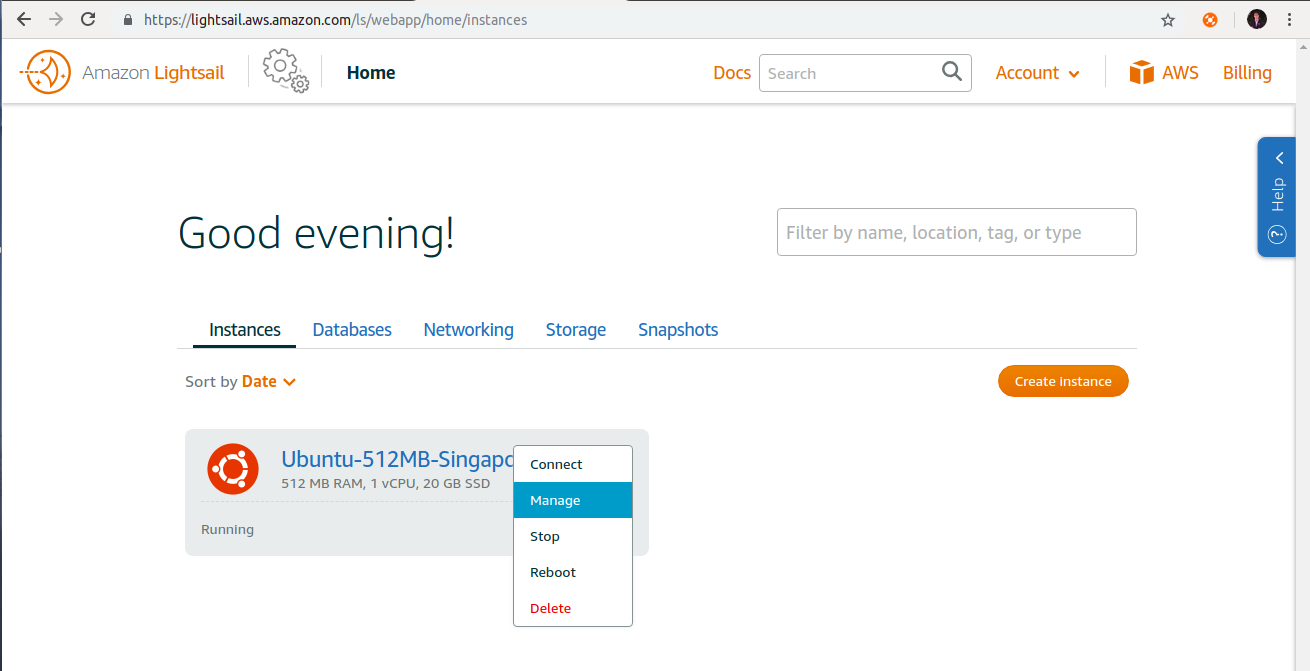 https://lightsail.aws.amazon.com/ls/webapp/home/instances
Amazon Lightsail
Home
Docs
Search
Account
AWS
Billing
Help
?
Good evening!
Filter by name, location, tag, or type
Instances
Databases
Networking
Storage
Snapshots
Sort by Date
Create instance
Ubuntu-512MB-Singapo
512 MB RAM, 1 vCPU, 20 GB SSD
Running
Connect
Manage
Stop
Reboot
Delete